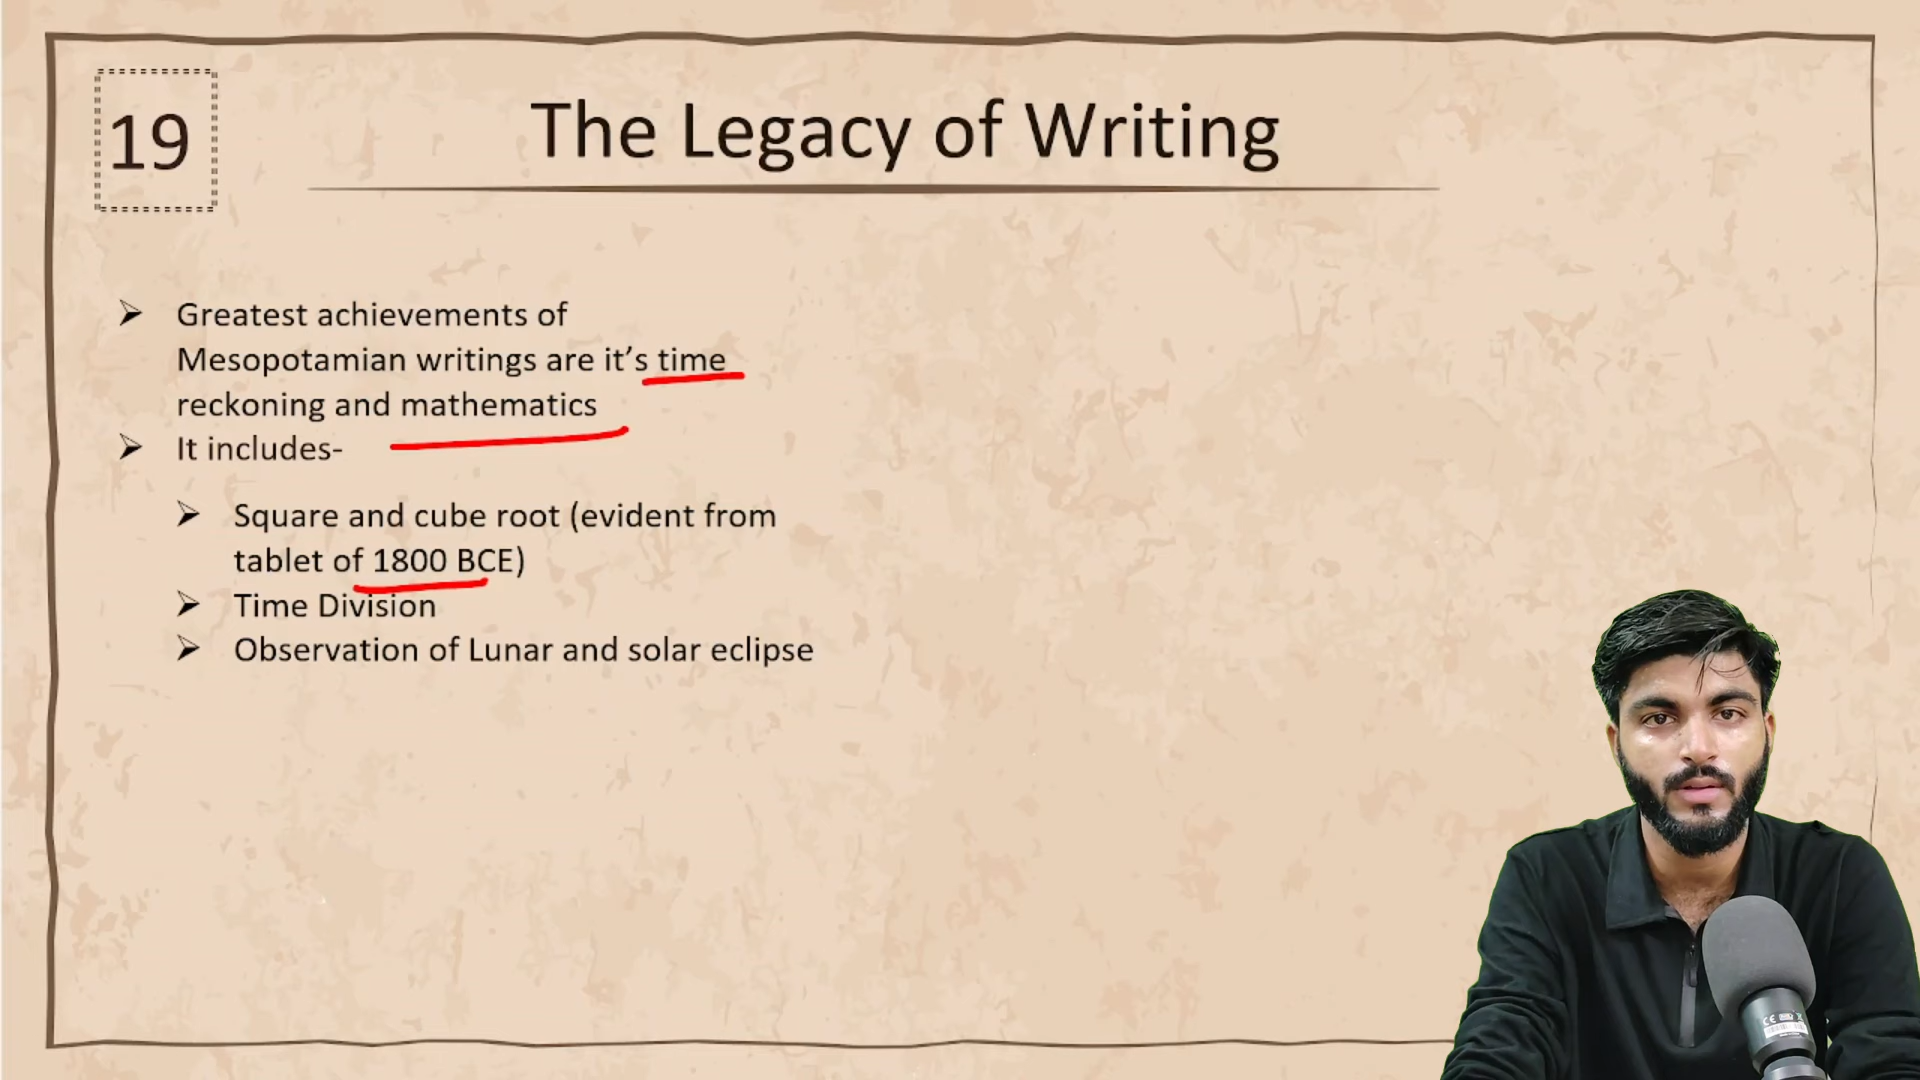 19
The Legacy of Writing
Greatest achievements of
Mesopotamian writings are it’s time
reckoning and mathematics
It includes-
Square and cube root (evident from
tablet of 1800 BCE)
Time Division
Observation of Lunar and solar eclipse
CE